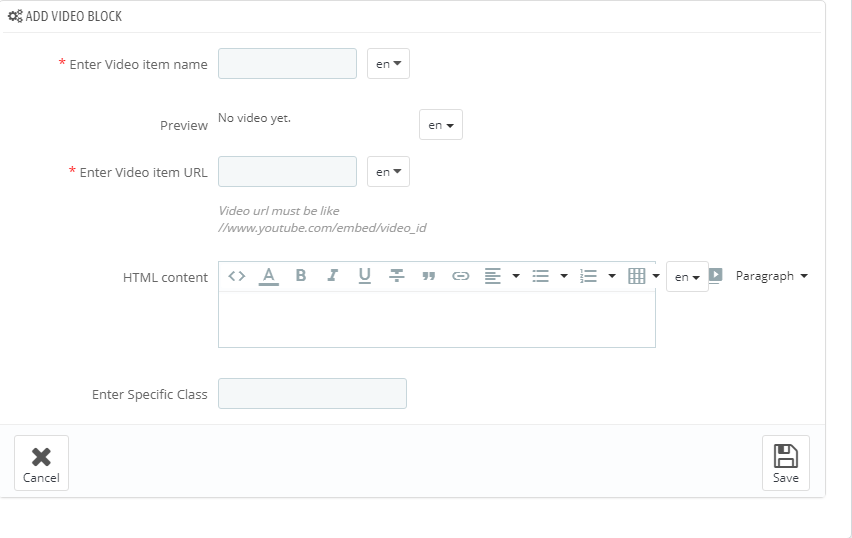 ADD VIDEO BLOCK
* Enter Video item name en
Preview No video yet. en
* Enter Video item URL en
Video url must be like
//www.youtube.com/embed/video_id
HTML content A B I U en Paragraph
Enter Specific Class
Cancel Save